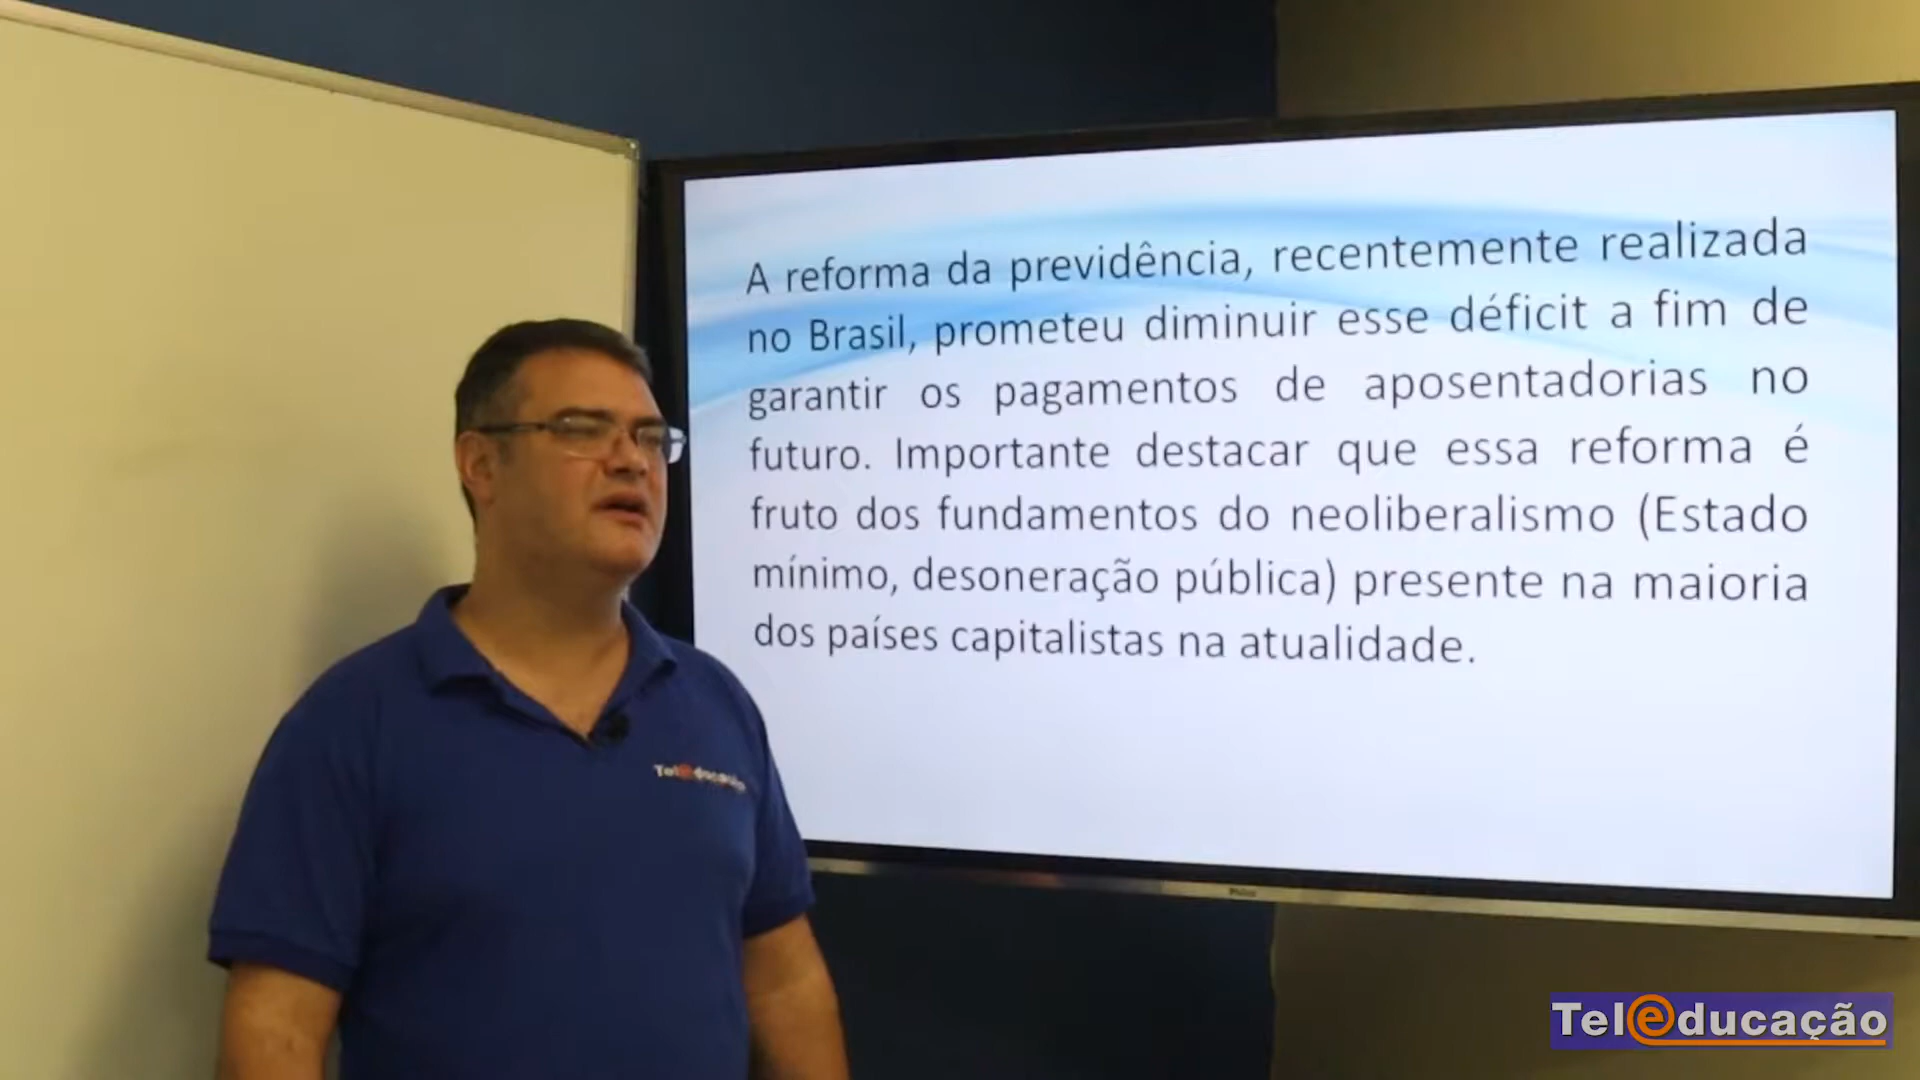 A reforma da previdência, recentemente realizada
no Brasil, prometeu diminuir esse déficit a fim de
garantir os pagamentos de aposentadorias no
futuro. Importante destacar que essa reforma é
fruto dos fundamentos do neoliberalismo (Estado
mínimo, desoneração pública) presente na maioria
dos países capitalistas na atualidade.
Teleducação
Philco
Teleducação